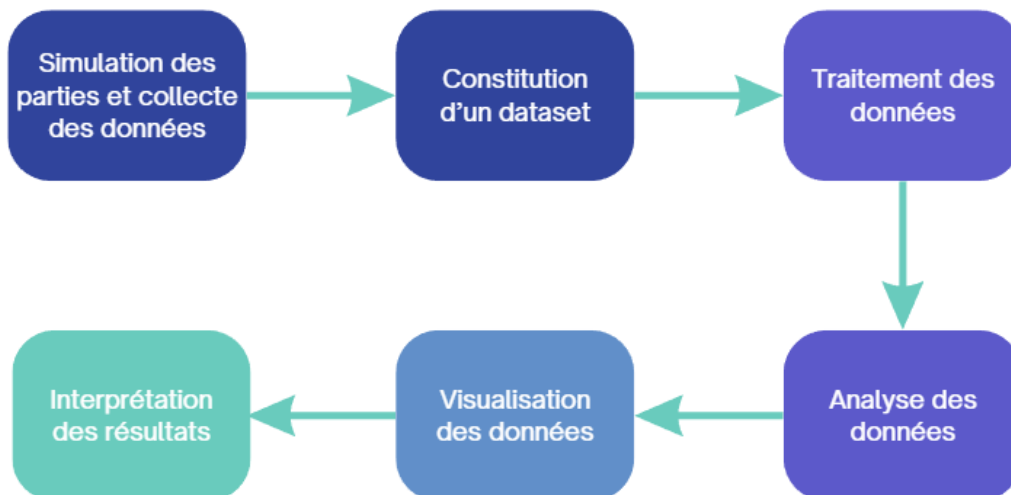 Simulation des
parties et collecte
des données
Constitution
d'un dataset
Traitement des
données
Analyse des
données
Visualisation
des données
Interprétation
des résultats